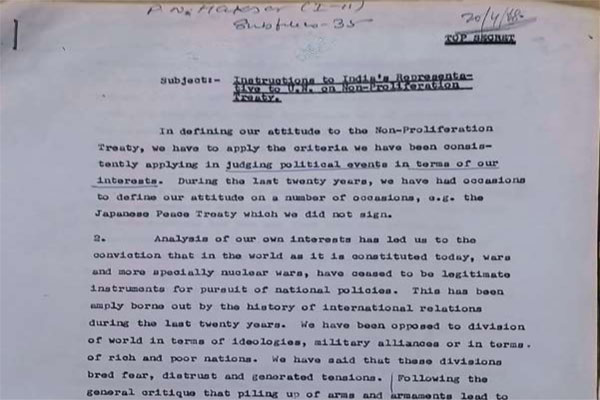 P. N. Haksar (I-II)
Subfile-35
20/4/68.
TOP SECRET
Subject:- Instructions to India's Representa-
tive to U.N. on Non-Proliferation
Treaty.
In defining our attitude to the Non-Proliferation
Treaty, we have to apply the criteria we have been consis-
tently applying in judging political events in terms of our
interests. During the last twenty years, we have had occasions
to define our attitude on a number of occasions, e.g. the
Japanese Peace Treaty which we did not sign.
2. Analysis of our own interests has led us to the
conviction that in the world as it is constituted today, wars
and more specially nuclear wars, have ceased to be legitimate
instruments for pursuit of national policies. This has been
amply borne out by the history of international relations
during the last twenty years. We have been opposed to division
of world in terms of ideologies, military alliances or in terms.
of rich and poor nations. We have said that these divisions
bred fear, distrust and generated tensions. Following the
general critique that piling up of arms and armaments lead to